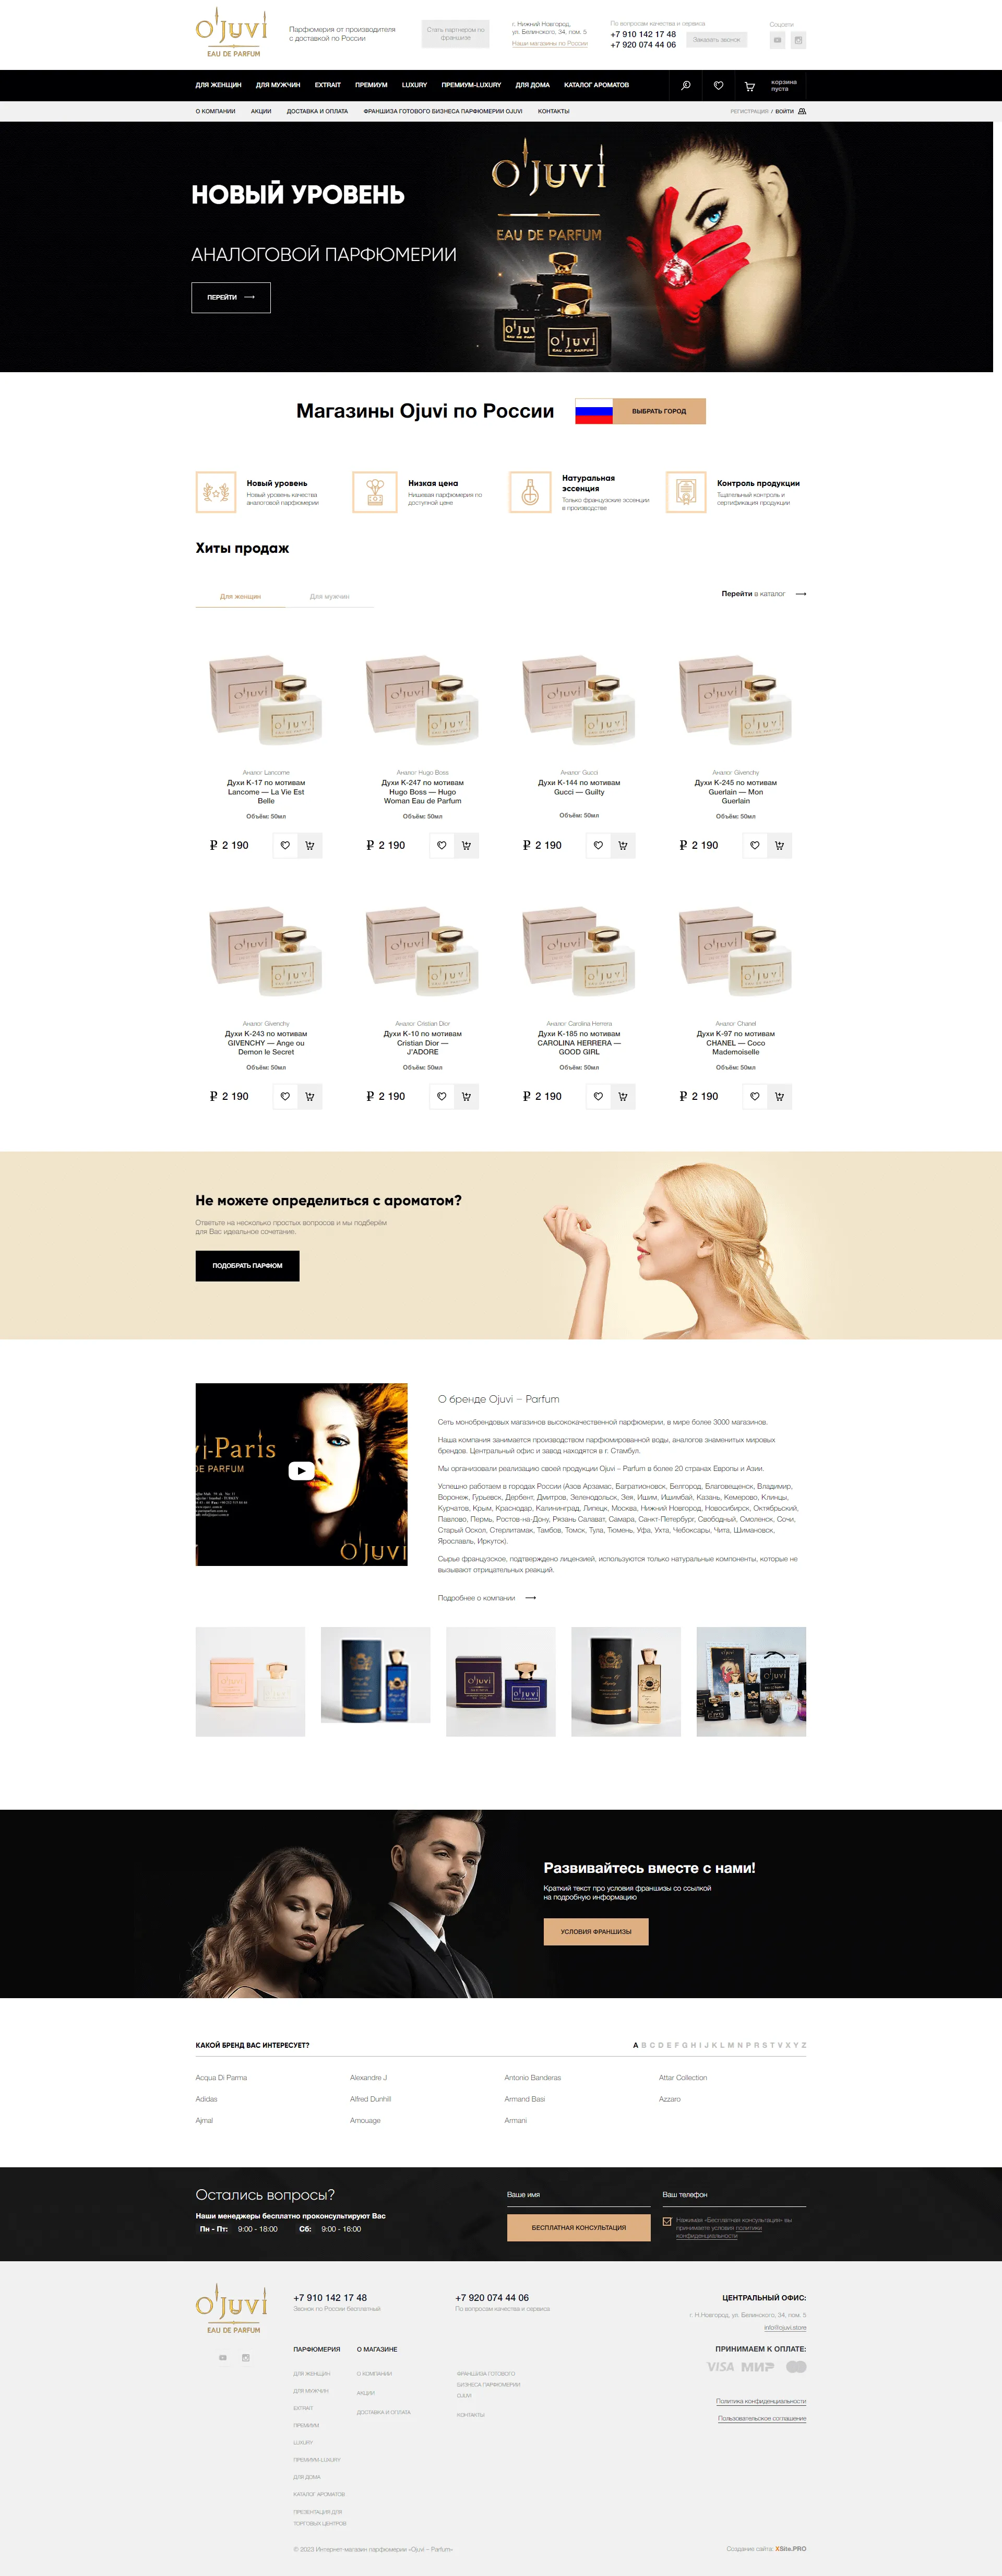 O'juvi
EAU DE PARFUM
Парфюмерия от производителя
с доставкой по России
Стать партнером по
франшизе
г. Нижний Новгород,
ул. Белинского, 34, пом. 5
Наши магазины по России
По вопросам качества и сервиса
+7 910 142 17 48
+7 920 074 44 06
Заказать звонок
Соцсети
ДЛЯ ЖЕНЩИН ДЛЯ МУЖЧИН EXTRAIT ПРЕМИУМ LUXURY ПРЕМИУМ-LUXURY ДЛЯ ДОМА КАТАЛОГ АРОМАТОВ
корзина
пуста
О КОМПАНИИ АКЦИИ ДОСТАВКА И ОПЛАТА ФРАНШИЗА ГОТОВОГО БИЗНЕСА ПАРФЮМЕРИИ OJUVI КОНТАКТЫ
РЕГИСТРАЦИЯ / ВОЙТИ
НОВЫЙ УРОВЕНЬ
АНАЛОГОВОЙ ПАРФЮМЕРИИ
ПЕРЕЙТИ
O'juvi
EAU DE PARFUM
O'juvi
EAU DE PARFUM
Магазины Ojuvi по России
ВЫБРАТЬ ГОРОД
Новый уровень
Новый уровень качества
аналоговой парфюмерии
Низкая цена
Нишевая парфюмерия по
доступной цене
Натуральная
эссенция
Только французские эссенции
в производстве
Контроль продукции
Тщательный контроль и
сертификация продукции
Хиты продаж
Для женщин Для мужчин
Перейти в каталог
Аналог Lancome
Духи К-17 по мотивам
Lancome — La Vie Est
Belle
Объём: 50мл
₽ 2 190
Аналог Hugo Boss
Духи К-247 по мотивам
Hugo Boss — Hugo
Woman Eau de Parfum
Объём: 50мл
₽ 2 190
Аналог Gucci
Духи К-144 по мотивам
Gucci — Guilty
Объём: 50мл
₽ 2 190
Аналог Givenchy
Духи К-245 по мотивам
Guerlain — Mon
Guerlain
Объём: 50мл
₽ 2 190
Аналог Givenchy
Духи К-243 по мотивам
GIVENCHY — Ange ou
Demon le Secret
Объём: 50мл
₽ 2 190
Аналог Cristian Dior
Духи К-10 по мотивам
Cristian Dior —
J'ADORE
Объём: 50мл
₽ 2 190
Аналог Carolina Herrera
Духи К-185 по мотивам
CAROLINA HERRERA —
GOOD GIRL
Объём: 50мл
₽ 2 190
Аналог Chanel
Духи К-97 по мотивам
CHANEL — Coco
Mademoiselle
Объём: 50мл
₽ 2 190
Не можете определиться с ароматом?
Ответьте на несколько простых вопросов и мы подберём
для Вас идеальное сочетание.
ПОДОБРАТЬ ПАРФЮМ
vi-Paris
DE PARFUM
O'juvi
О бренде Ojuvi – Parfum
Сеть монобрендовых магазинов высококачественной парфюмерии, в мире более 3000 магазинов.
Наша компания занимается производством парфюмированной воды, аналогов знаменитых мировых
брендов. Центральный офис и завод находятся в г. Стамбул.
Мы организовали реализацию своей продукции Ojuvi – Parfum в более 20 странах Европы и Азии.
Успешно работаем в городах России (Азов Арзамас, Багратионовск, Белгород, Благовещенск, Владимир,
Воронеж, Гурьевск, Дербент, Дмитров, Зеленодольск, Зея, Ишим, Ишимбай, Казань, Кемерово, Клинцы,
Курчатов, Крым, Краснодар, Калининград, Липецк, Москва, Нижний Новгород, Новосибирск, Октябрьский,
Павлово, Пермь, Ростов-на-Дону, Рязань Салават, Самара, Санкт-Петербург, Свободный, Смоленск, Сочи,
Старый Оскол, Стерлитамак, Тамбов, Томск, Тула, Тюмень, Уфа, Ухта, Чебоксары, Чита, Шимановск,
Ярославль, Иркутск).
Сырье французское, подтверждено лицензией, используются только натуральные компоненты, которые не
вызывают отрицательных реакций.
Подробнее о компании
Развивайтесь вместе с нами!
Краткий текст про условия франшизы со ссылкой
на подробную информацию
УСЛОВИЯ ФРАНШИЗЫ
КАКОЙ БРЕНД ВАС ИНТЕРЕСУЕТ?
A B C D E F G H I J K L M N P R S T V X Y Z
Acqua Di Parma Alexandre J Antonio Banderas Attar Collection
Adidas Alfred Dunhill Armand Basi Azzaro
Ajmal Amouage Armani
Остались вопросы?
Наши менеджеры бесплатно проконсультируют Вас
Пн - Пт: 9:00 - 18:00 Сб: 9:00 - 16:00
Ваше имя
Ваш телефон
БЕСПЛАТНАЯ КОНСУЛЬТАЦИЯ
Нажимая «Бесплатная консультация» вы
принимаете условия политики
конфиденциальности
O'juvi
EAU DE PARFUM
+7 910 142 17 48
Звонок по России бесплатный
+7 920 074 44 06
По вопросам качества и сервиса
ЦЕНТРАЛЬНЫЙ ОФИС:
г. Н.Новгород, ул. Белинского, 34, пом. 5
info@ojuvi.store
ПРИНИМАЕМ К ОПЛАТЕ:
VISA МИР
Политика конфиденциальности
Пользовательское соглашение
ПАРФЮМЕРИЯ
ДЛЯ ЖЕНЩИН
ДЛЯ МУЖЧИН
EXTRAIT
ПРЕМИУМ
LUXURY
ПРЕМИУМ-LUXURY
ДЛЯ ДОМА
КАТАЛОГ АРОМАТОВ
ПРЕЗЕНТАЦИЯ ДЛЯ
ТОРГОВЫХ ЦЕНТРОВ
О МАГАЗИНЕ
О КОМПАНИИ
АКЦИИ
ДОСТАВКА И ОПЛАТА
ФРАНШИЗА ГОТОВОГО
БИЗНЕСА ПАРФЮМЕРИИ
OJUVI
КОНТАКТЫ
© 2023 Интернет-магазин парфюмерии «Ojuvi – Parfum»
Создание сайта: XSite.PRO